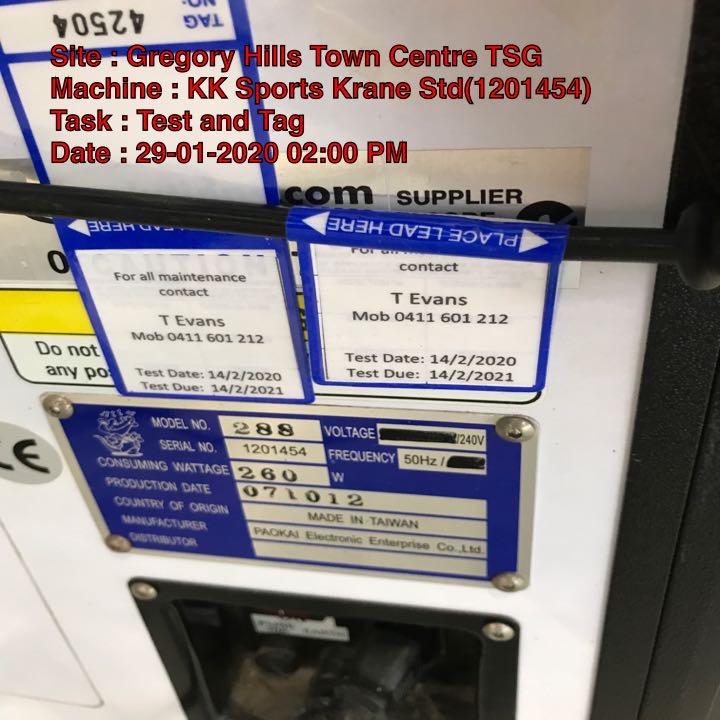 TAG
NO:
42504
Site : Gregory Hills Town Centre TSG
Machine : KK Sports Krane Std(1201454)
Task : Test and Tag
Date : 29-01-2020 02:00 PM
com SUPPLIER
PLACE LEAD HERE
PLACE LEAD HERE
For all maintenance
contact
T Evans
Mob 0411 601 212
Test Date: 14/2/2020
Test Due: 14/2/2021
contact
T Evans
Mob 0411 601 212
Test Date: 14/2/2020
Test Due: 14/2/2021
Do not
any
MODEL NO. 288
SERIAL NO. 1201454
CONSUMING WATTAGE 260 W
PRODUCTION DATE 071012
COUNTRY OF ORIGIN MADE IN TAIWAN
MANUFACTURER PAOKAI Electronic Enterprise Co.,Ltd.
DISTRIBUTOR
VOLTAGE /240V
FREQUENCY 50Hz /
CE